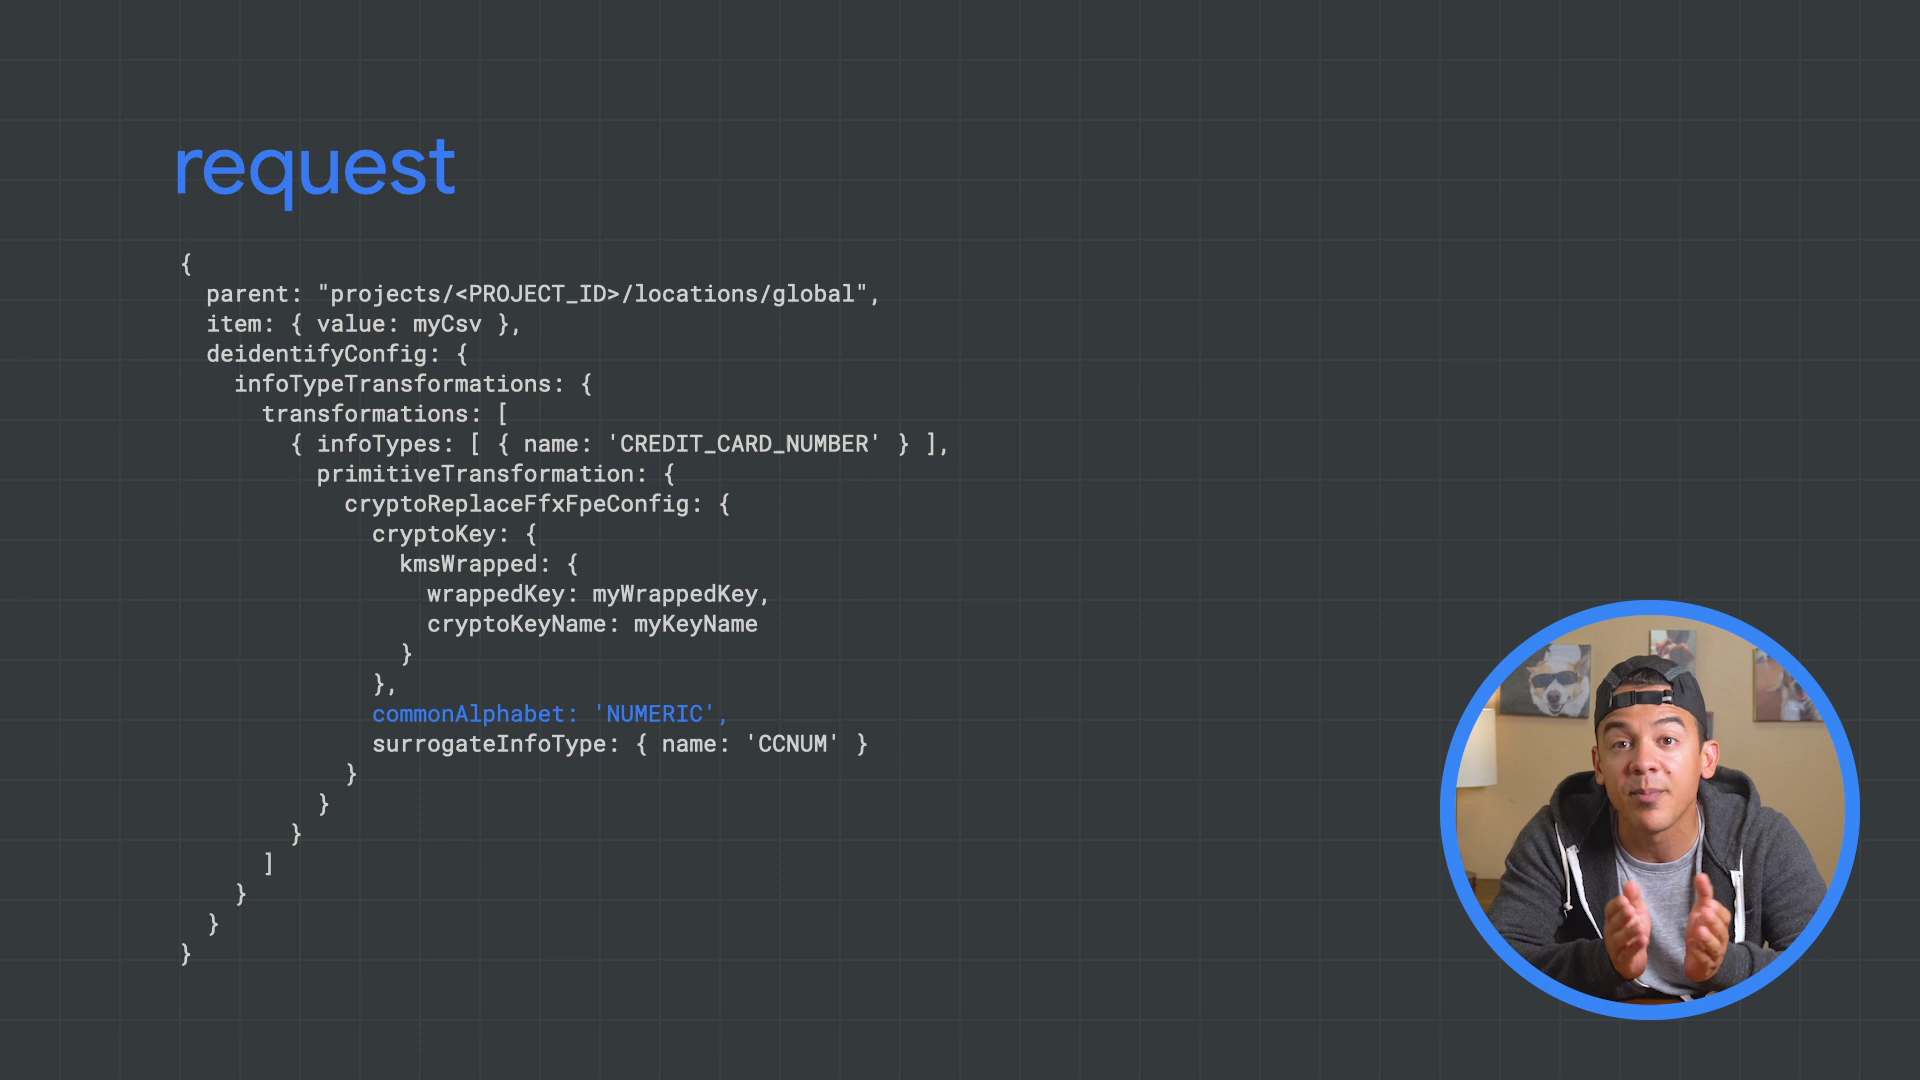 request
{
parent: "projects/<PROJECT_ID>/locations/global",
item: { value: myCsv },
deidentifyConfig: {
infoTypeTransformations: {
transformations: [
{ infoTypes: [ { name: 'CREDIT_CARD_NUMBER' } ],
primitiveTransformation: {
cryptoReplaceFfxFpeConfig: {
cryptoKey: {
kmsWrapped: {
wrappedKey: myWrappedKey,
cryptoKeyName: myKeyName
}
},
commonAlphabet: 'NUMERIC',
surrogateInfoType: { name: 'CCNUM' }
}
}
}
]
}
}
}